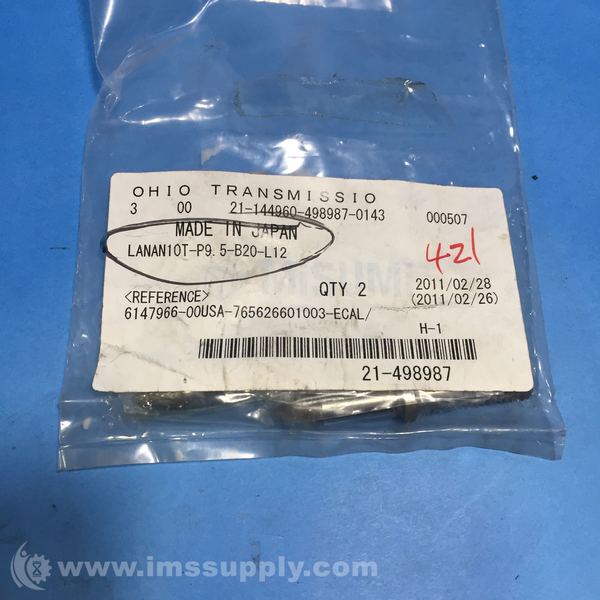 OHIO TRANSMISSIO
3 00 21-144960-498987-0143 000507
MADE IN JAPAN
LANAN10T-P9.5-B20-L12
421
MISUMI
QTY 2 2011/02/28
<REFERENCE> (2011/02/26)
6147966-00USA-765626601003-ECAL/
H-1
21-498987
© www.imssupply.com